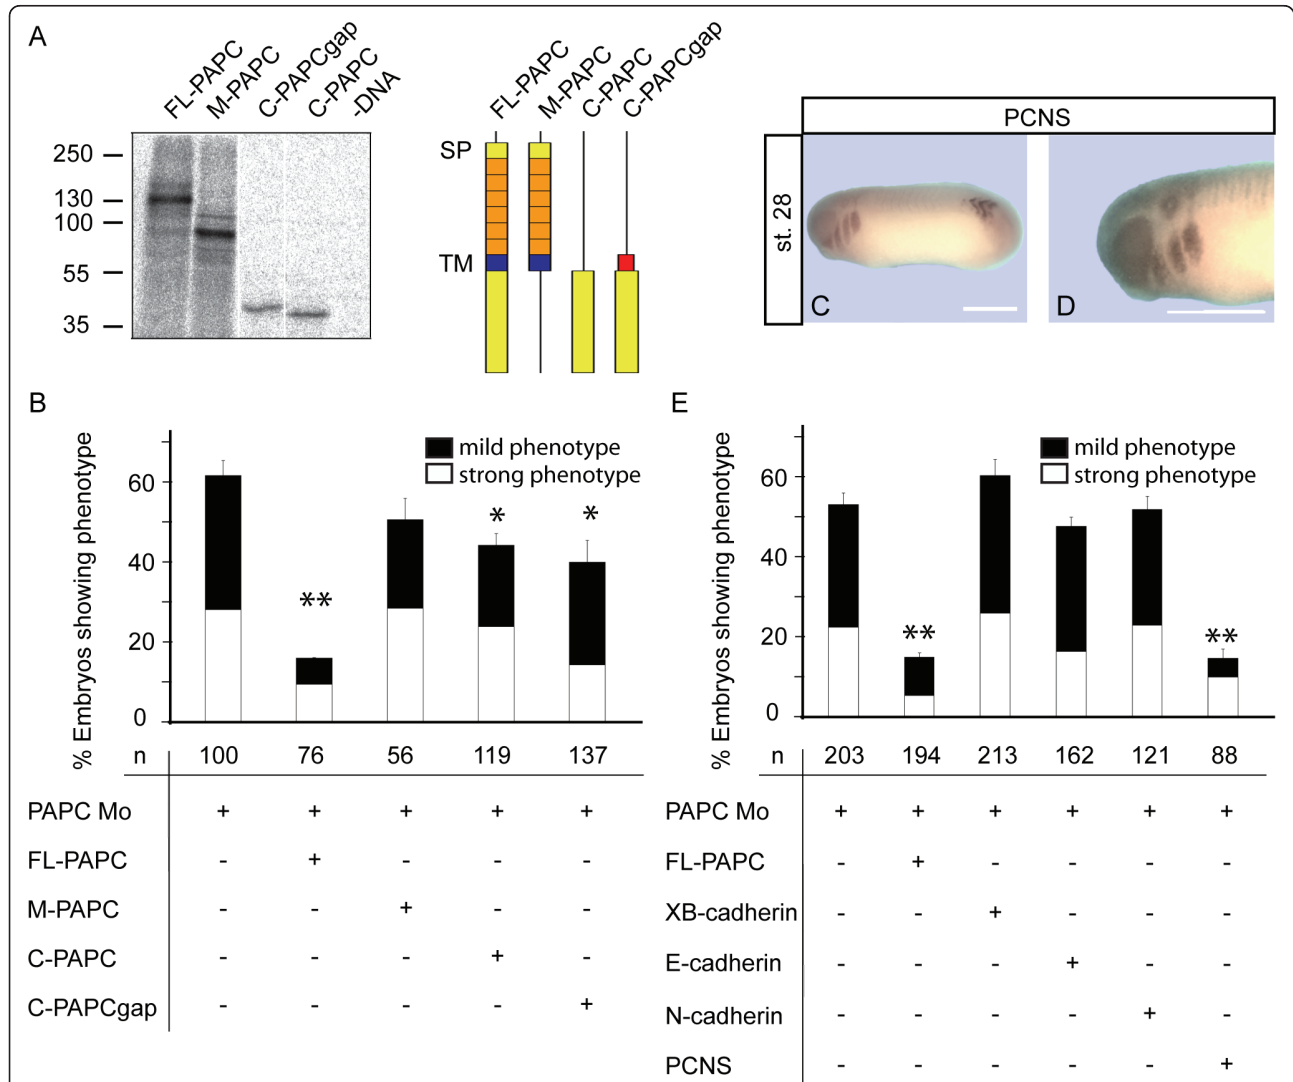 A
FL-PAPC
M-PAPC
C-PAPCgap
C-PAPC
-DNA
250
130
100
55
35
FL-PAPC
M-PAPC
C-PAPC
C-PAPCgap
SP
TM
PCNS
st. 28
C
D
B
% Embryos showing phenotype
mild phenotype
strong phenotype
60
40
20
0
** * *
n 100 76 56 119 137
PAPC Mo + + + + +
FL-PAPC - + - - -
M-PAPC - - + - -
C-PAPC - - - + -
C-PAPCgap - - - - +
E
% Embryos showing phenotype
mild phenotype
strong phenotype
60
40
20
0
** **
n 203 194 213 162 121 88
PAPC Mo + + + + + +
FL-PAPC - + - - - -
XB-cadherin - - + - - -
E-cadherin - - - + - -
N-cadherin - - - - + -
PCNS - - - - - +